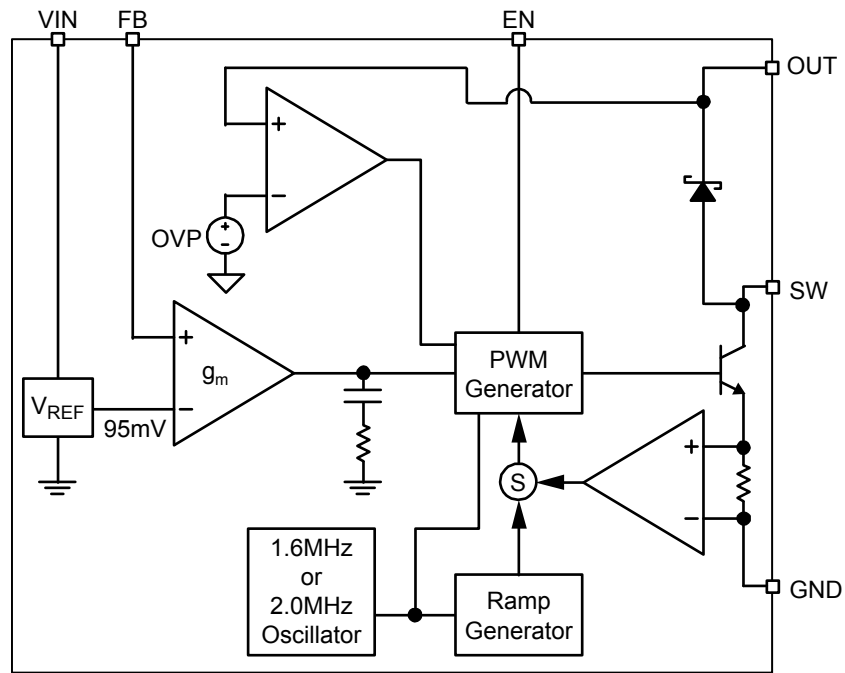 VIN
FB
EN
OUT
+
−
OVP
+
−
SW
+
gm
−
VREF
95mV
PWM
Generator
+
−
S
1.6MHz
or
2.0MHz
Oscillator
Ramp
Generator
GND